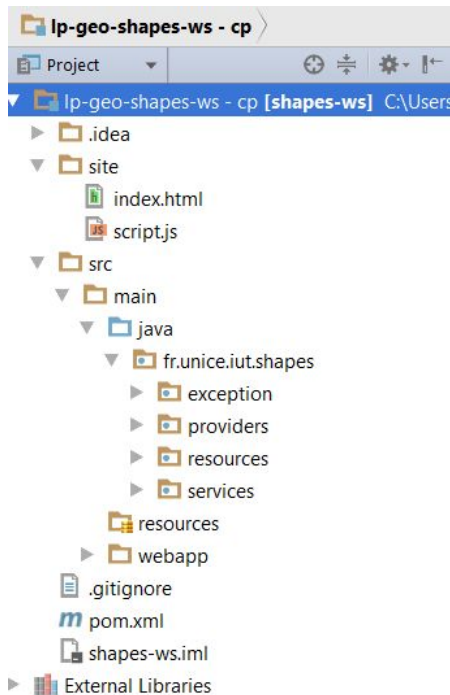 lp-geo-shapes-ws - cp
Project
lp-geo-shapes-ws - cp [shapes-ws] C:\Users
.idea
site
index.html
script.js
src
main
java
fr.unice.iut.shapes
exception
providers
resources
services
resources
webapp
.gitignore
pom.xml
shapes-ws.iml
External Libraries